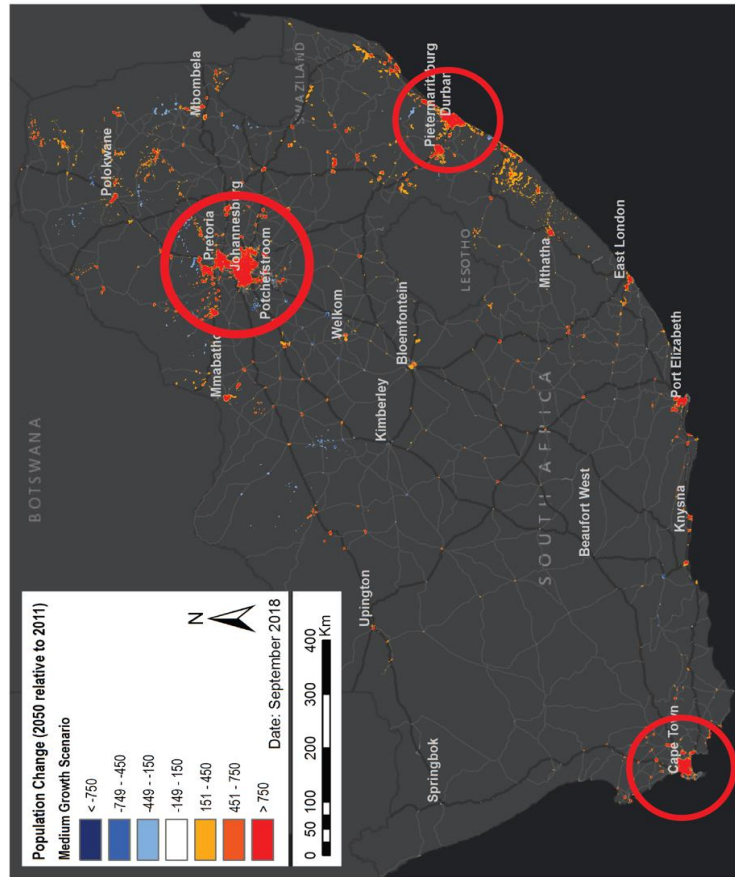 Population Change (2050 relative to 2011)
Medium Growth Scenario
< -750
-749 - -450
-449 - -150
-149 - 150
151 - 450
451 - 750
> 750
N
Date: September 2018
0 50 100 200 300 400
Km
BOTSWANA
Polokwane
Mbombela
Pretoria
Johannesburg
Mmabatho
Potchefstroom
WAZILAND
Welkom
Upington
Kimberley
Bloemfontein
Pietermaritzburg
Durban
LESOTHO
Springbok
SOUTH AFRICA
Mthatha
Beaufort West
East London
Cape Town
Knysna
Port Elizabeth